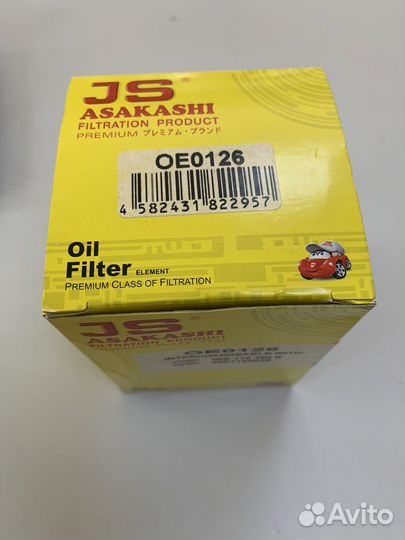 JS®
ASAKASHI
FILTRATION PRODUCT
PREMIUM プレミアム・ブランド
OE0126
4 582431 822957
Oil
Filter ELEMENT
PREMIUM CLASS OF FILTRATION
JS®
ASAKASHI
FILTRATION PRODUCT
OE0126
INTERCHANGEABLE
Avito